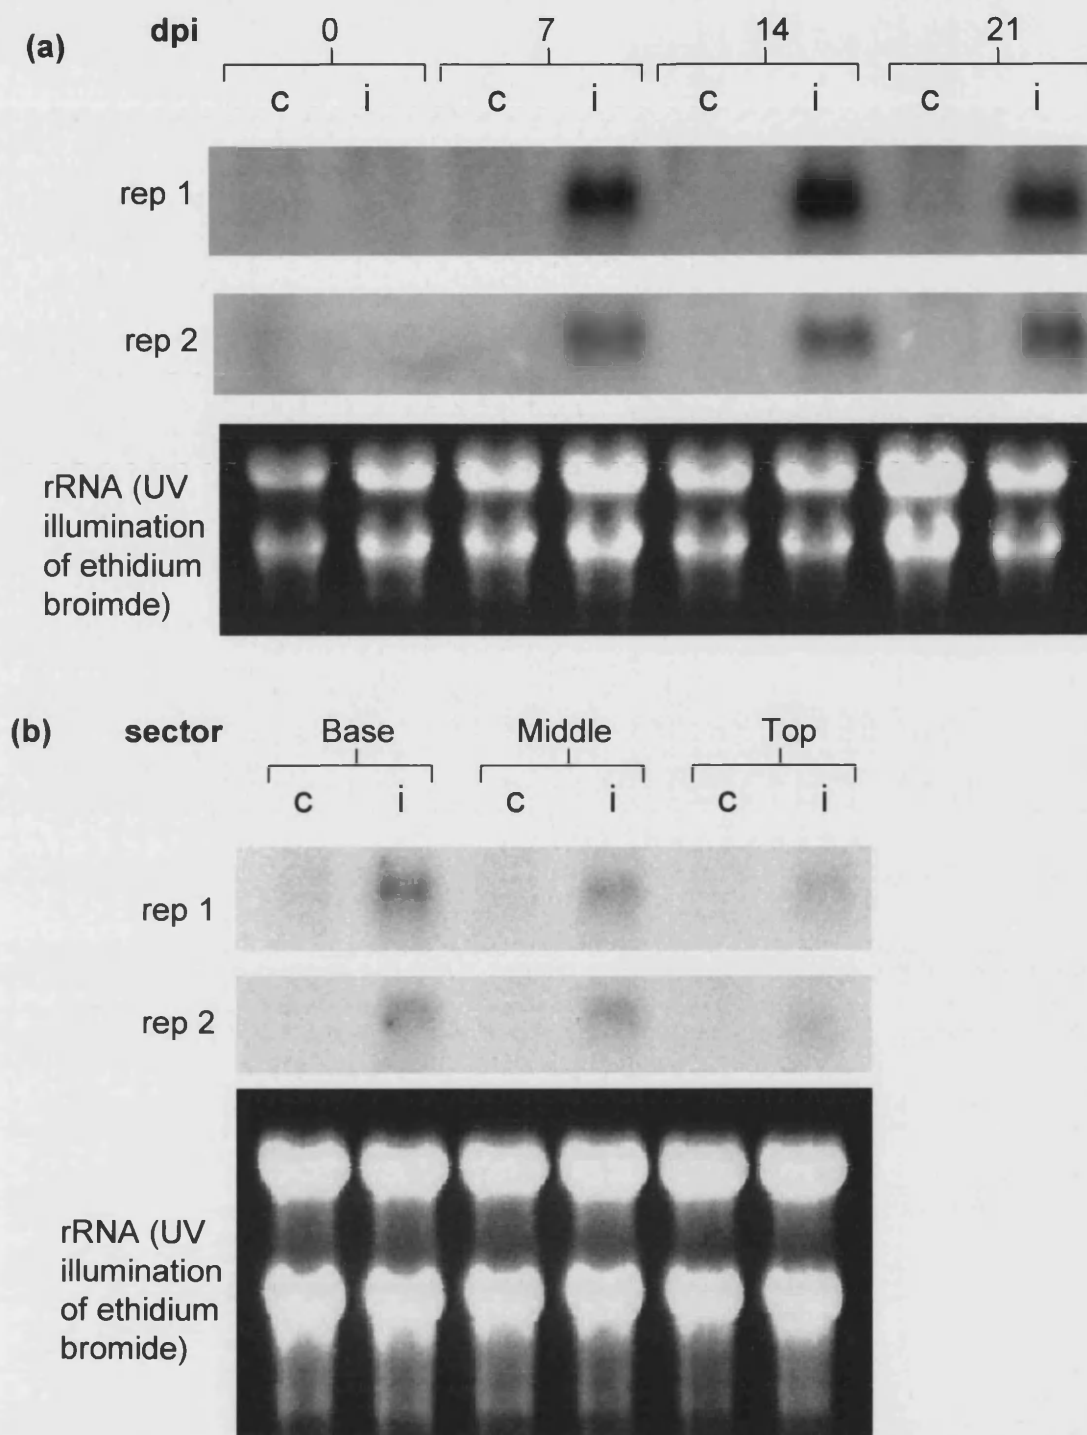 (a) dpi 0 7 14 21
c i c i c i c i
rep 1
rep 2
rRNA (UV
illumination
of ethidium
broimde)
(b) sector Base Middle Top
c i c i c i
rep 1
rep 2
rRNA (UV
illumination
of ethidium
bromide)